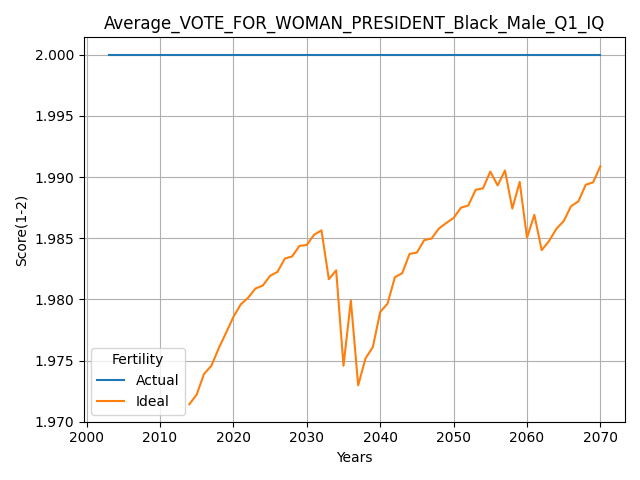 Average_VOTE_FOR_WOMAN_PRESIDENT_Black_Male_Q1_IQ
2.000
1.995
1.990
1.985
1.980
1.975
1.970
Score(1-2)
Fertility
Actual
Ideal
2000 2010 2020 2030 2040 2050 2060 2070
Years